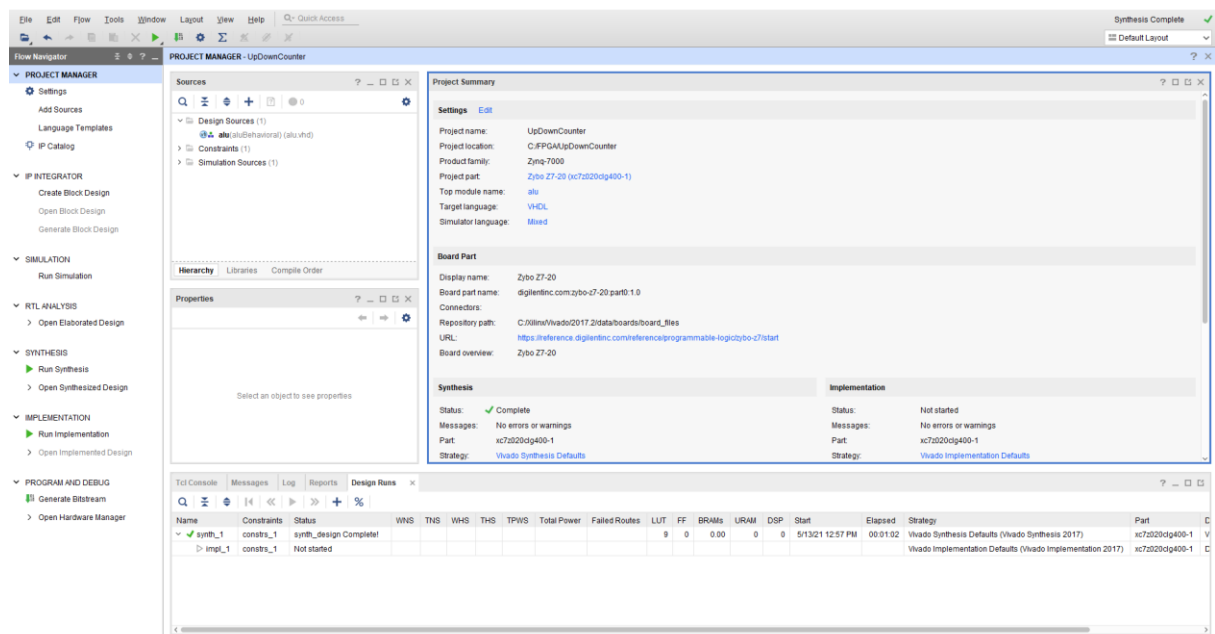 File Edit Flow Tools Window Layout View Help Quick Access Synthesis Complete
Default Layout
Flow Navigator
PROJECT MANAGER
Settings
Add Sources
Language Templates
IP Catalog
IP INTEGRATOR
Create Block Design
Open Block Design
Generate Block Design
SIMULATION
Run Simulation
RTL ANALYSIS
Open Elaborated Design
SYNTHESIS
Run Synthesis
Open Synthesized Design
IMPLEMENTATION
Run Implementation
Open Implemented Design
PROGRAM AND DEBUG
Generate Bitstream
Open Hardware Manager
PROJECT MANAGER - UpDownCounter
Sources
0
Design Sources (1)
alu(aluBehavioral) (alu.vhd)
Constraints (1)
Simulation Sources (1)
Hierarchy Libraries Compile Order
Properties
Select an object to see properties
Project Summary
Settings Edit
Project name: UpDownCounter
Project location: C:/FPGA/UpDownCounter
Product family: Zynq-7000
Project part: Zybo Z7-20 (xc7z020clg400-1)
Top module name: alu
Target language: VHDL
Simulator language: Mixed
Board Part
Display name: Zybo Z7-20
Board part name: digilentinc.com:zybo-z7-20:part0:1.0
Connectors:
Repository path: C:/Xilinx/Vivado/2017.2/data/boards/board_files
URL: https://reference.digilentinc.com/reference/programmable-logic/zybo-z7/start
Board overview: Zybo Z7-20
Synthesis Implementation
Status: Complete Status: Not started
Messages: No errors or warnings Messages: No errors or warnings
Part: xc7z020clg400-1 Part: xc7z020clg400-1
Strategy: Vivado Synthesis Defaults Strategy: Vivado Implementation Defaults
Tcl Console Messages Log Reports Design Runs
Name Constraints Status WNS TNS WHS THS TPWS Total Power Failed Routes LUT FF BRAMs URAM DSP Start Elapsed Strategy Part
synth_1 constrs_1 synth_design Complete! 9 0 0.00 0 0 5/13/21 12:57 PM 00:01:02 Vivado Synthesis Defaults (Vivado Synthesis 2017) xc7z020clg400-1
impl_1 constrs_1 Not started Vivado Implementation Defaults (Vivado Implementation 2017) xc7z020clg400-1